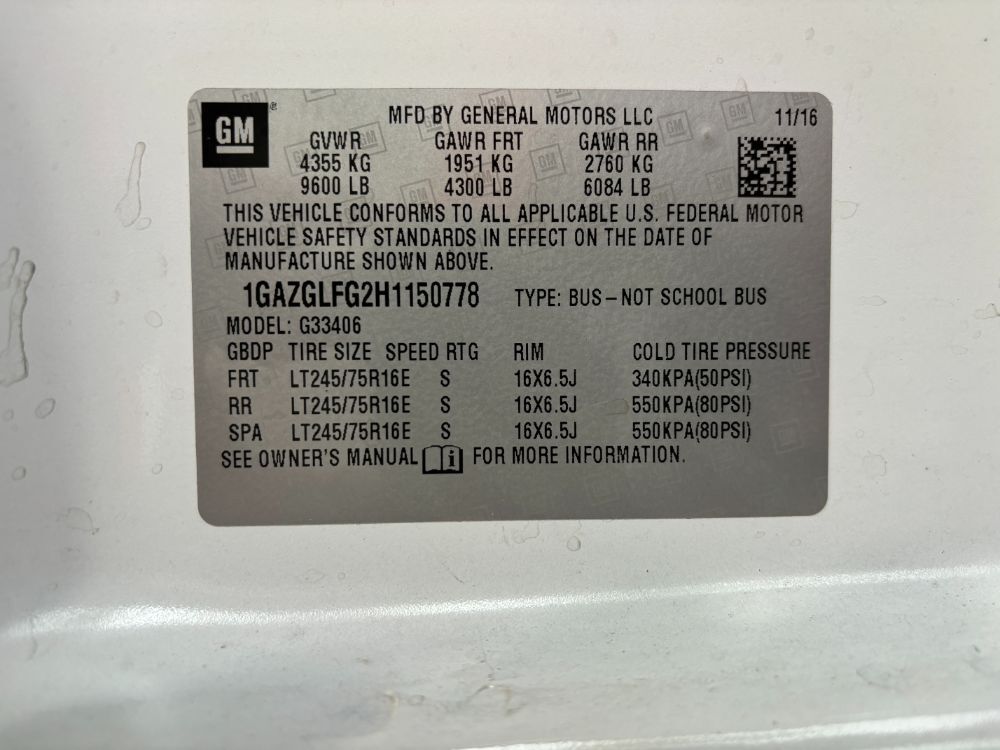 GM
MFD BY GENERAL MOTORS LLC 11/16
GVWR GAWR FRT GAWR RR
4355 KG 1951 KG 2760 KG
9600 LB 4300 LB 6084 LB
THIS VEHICLE CONFORMS TO ALL APPLICABLE U.S. FEDERAL MOTOR
VEHICLE SAFETY STANDARDS IN EFFECT ON THE DATE OF
MANUFACTURE SHOWN ABOVE.
1GAZGLFG2H1150778 TYPE: BUS–NOT SCHOOL BUS
MODEL: G33406
GBDP TIRE SIZE SPEED RTG RIM COLD TIRE PRESSURE
FRT LT245/75R16E S 16X6.5J 340KPA(50PSI)
RR LT245/75R16E S 16X6.5J 550KPA(80PSI)
SPA LT245/75R16E S 16X6.5J 550KPA(80PSI)
SEE OWNER'S MANUAL i FOR MORE INFORMATION.